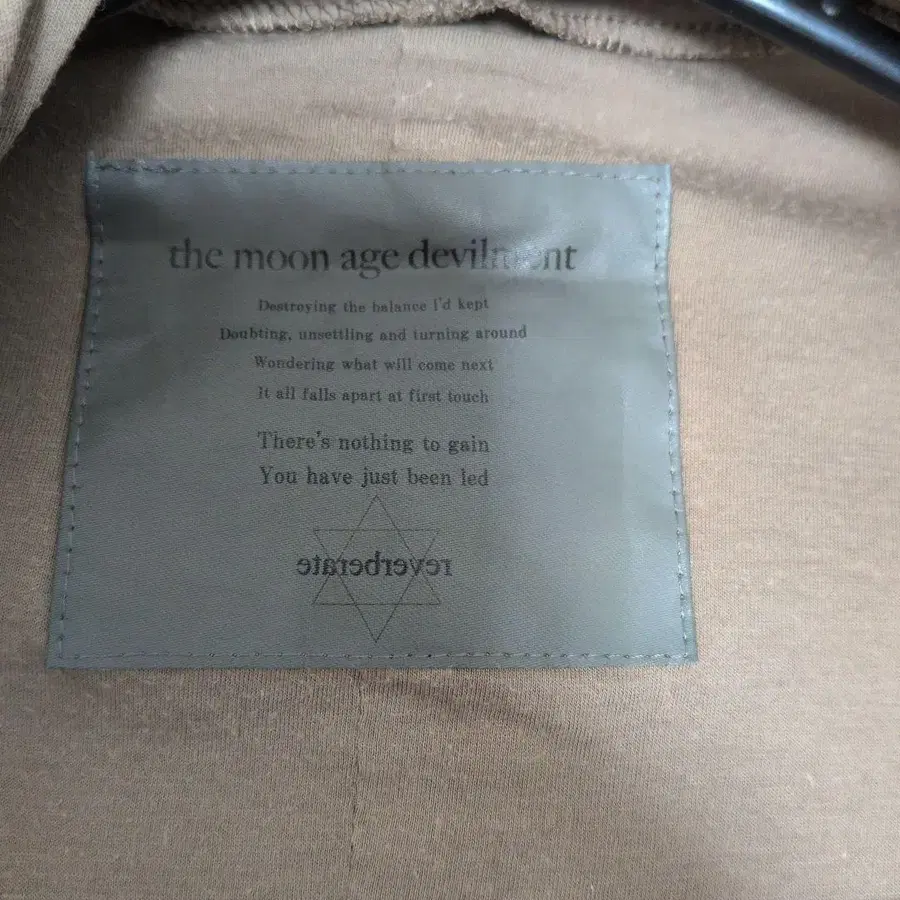 the moon age devilment
Destroying the balance I'd kept
Doubting, unsettling and turning around
Wondering what will come next
It all falls apart at first touch
There's nothing to gain
You have just been led
reverberate